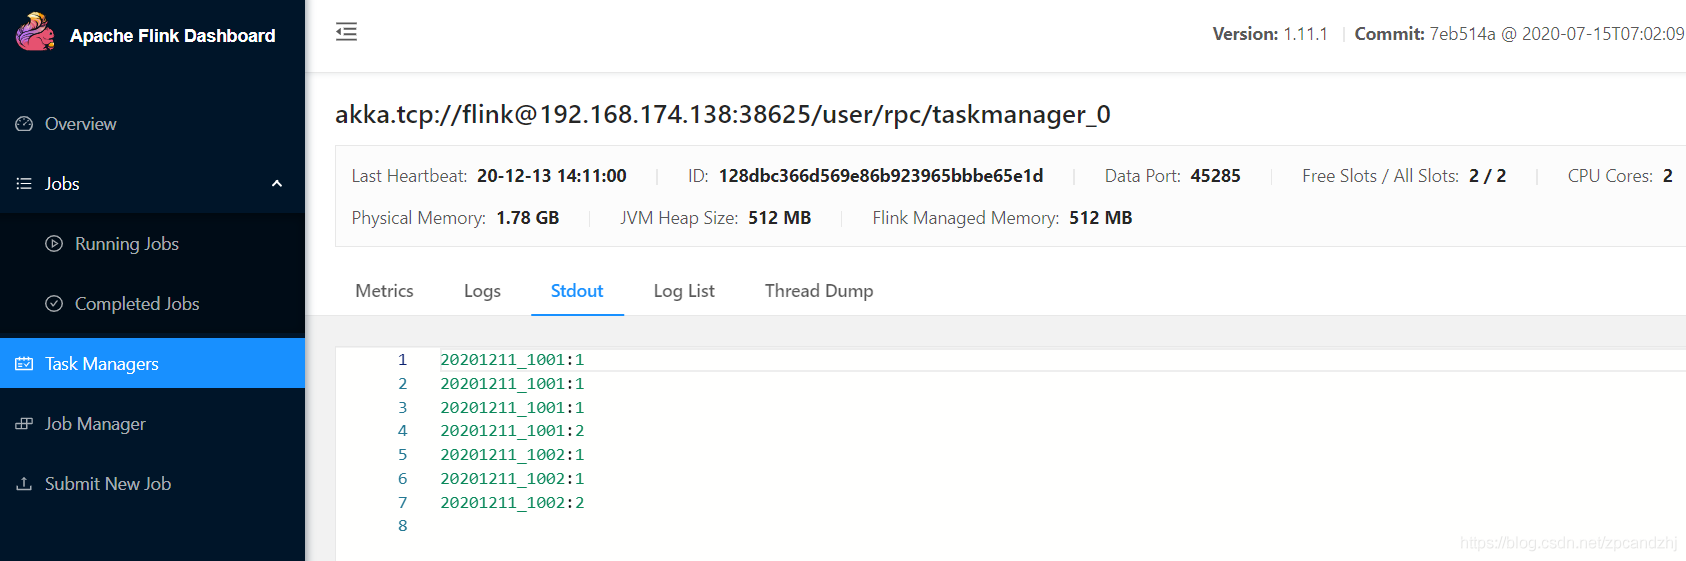 Apache Flink Dashboard
Version: 1.11.1 Commit: 7eb514a @ 2020-07-15T07:02:09
Overview
Jobs
Running Jobs
Completed Jobs
Task Managers
Job Manager
Submit New Job
akka.tcp://flink@192.168.174.138:38625/user/rpc/taskmanager_0
Last Heartbeat: 20-12-13 14:11:00 ID: 128dbc366d569e86b923965bbbe65e1d Data Port: 45285 Free Slots / All Slots: 2 / 2 CPU Cores: 2
Physical Memory: 1.78 GB JVM Heap Size: 512 MB Flink Managed Memory: 512 MB
Metrics Logs Stdout Log List Thread Dump
1 20201211_1001:1
2 20201211_1001:1
3 20201211_1001:1
4 20201211_1001:2
5 20201211_1002:1
6 20201211_1002:1
7 20201211_1002:2
8
https://blog.csdn.net/zpcandzhj